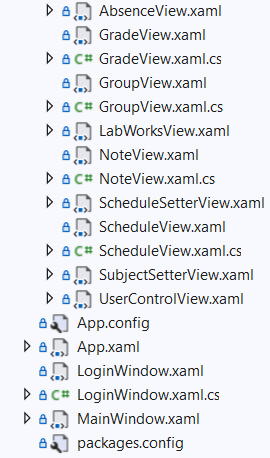 AbsenceView.xaml
GradeView.xaml
C# GradeView.xaml.cs
GroupView.xaml
C# GroupView.xaml.cs
LabWorksView.xaml
NoteView.xaml
C# NoteView.xaml.cs
ScheduleSetterView.xaml
ScheduleView.xaml
C# ScheduleView.xaml.cs
SubjectSetterView.xaml
UserControlView.xaml
App.config
App.xaml
LoginWindow.xaml
C# LoginWindow.xaml.cs
MainWindow.xaml
packages.config